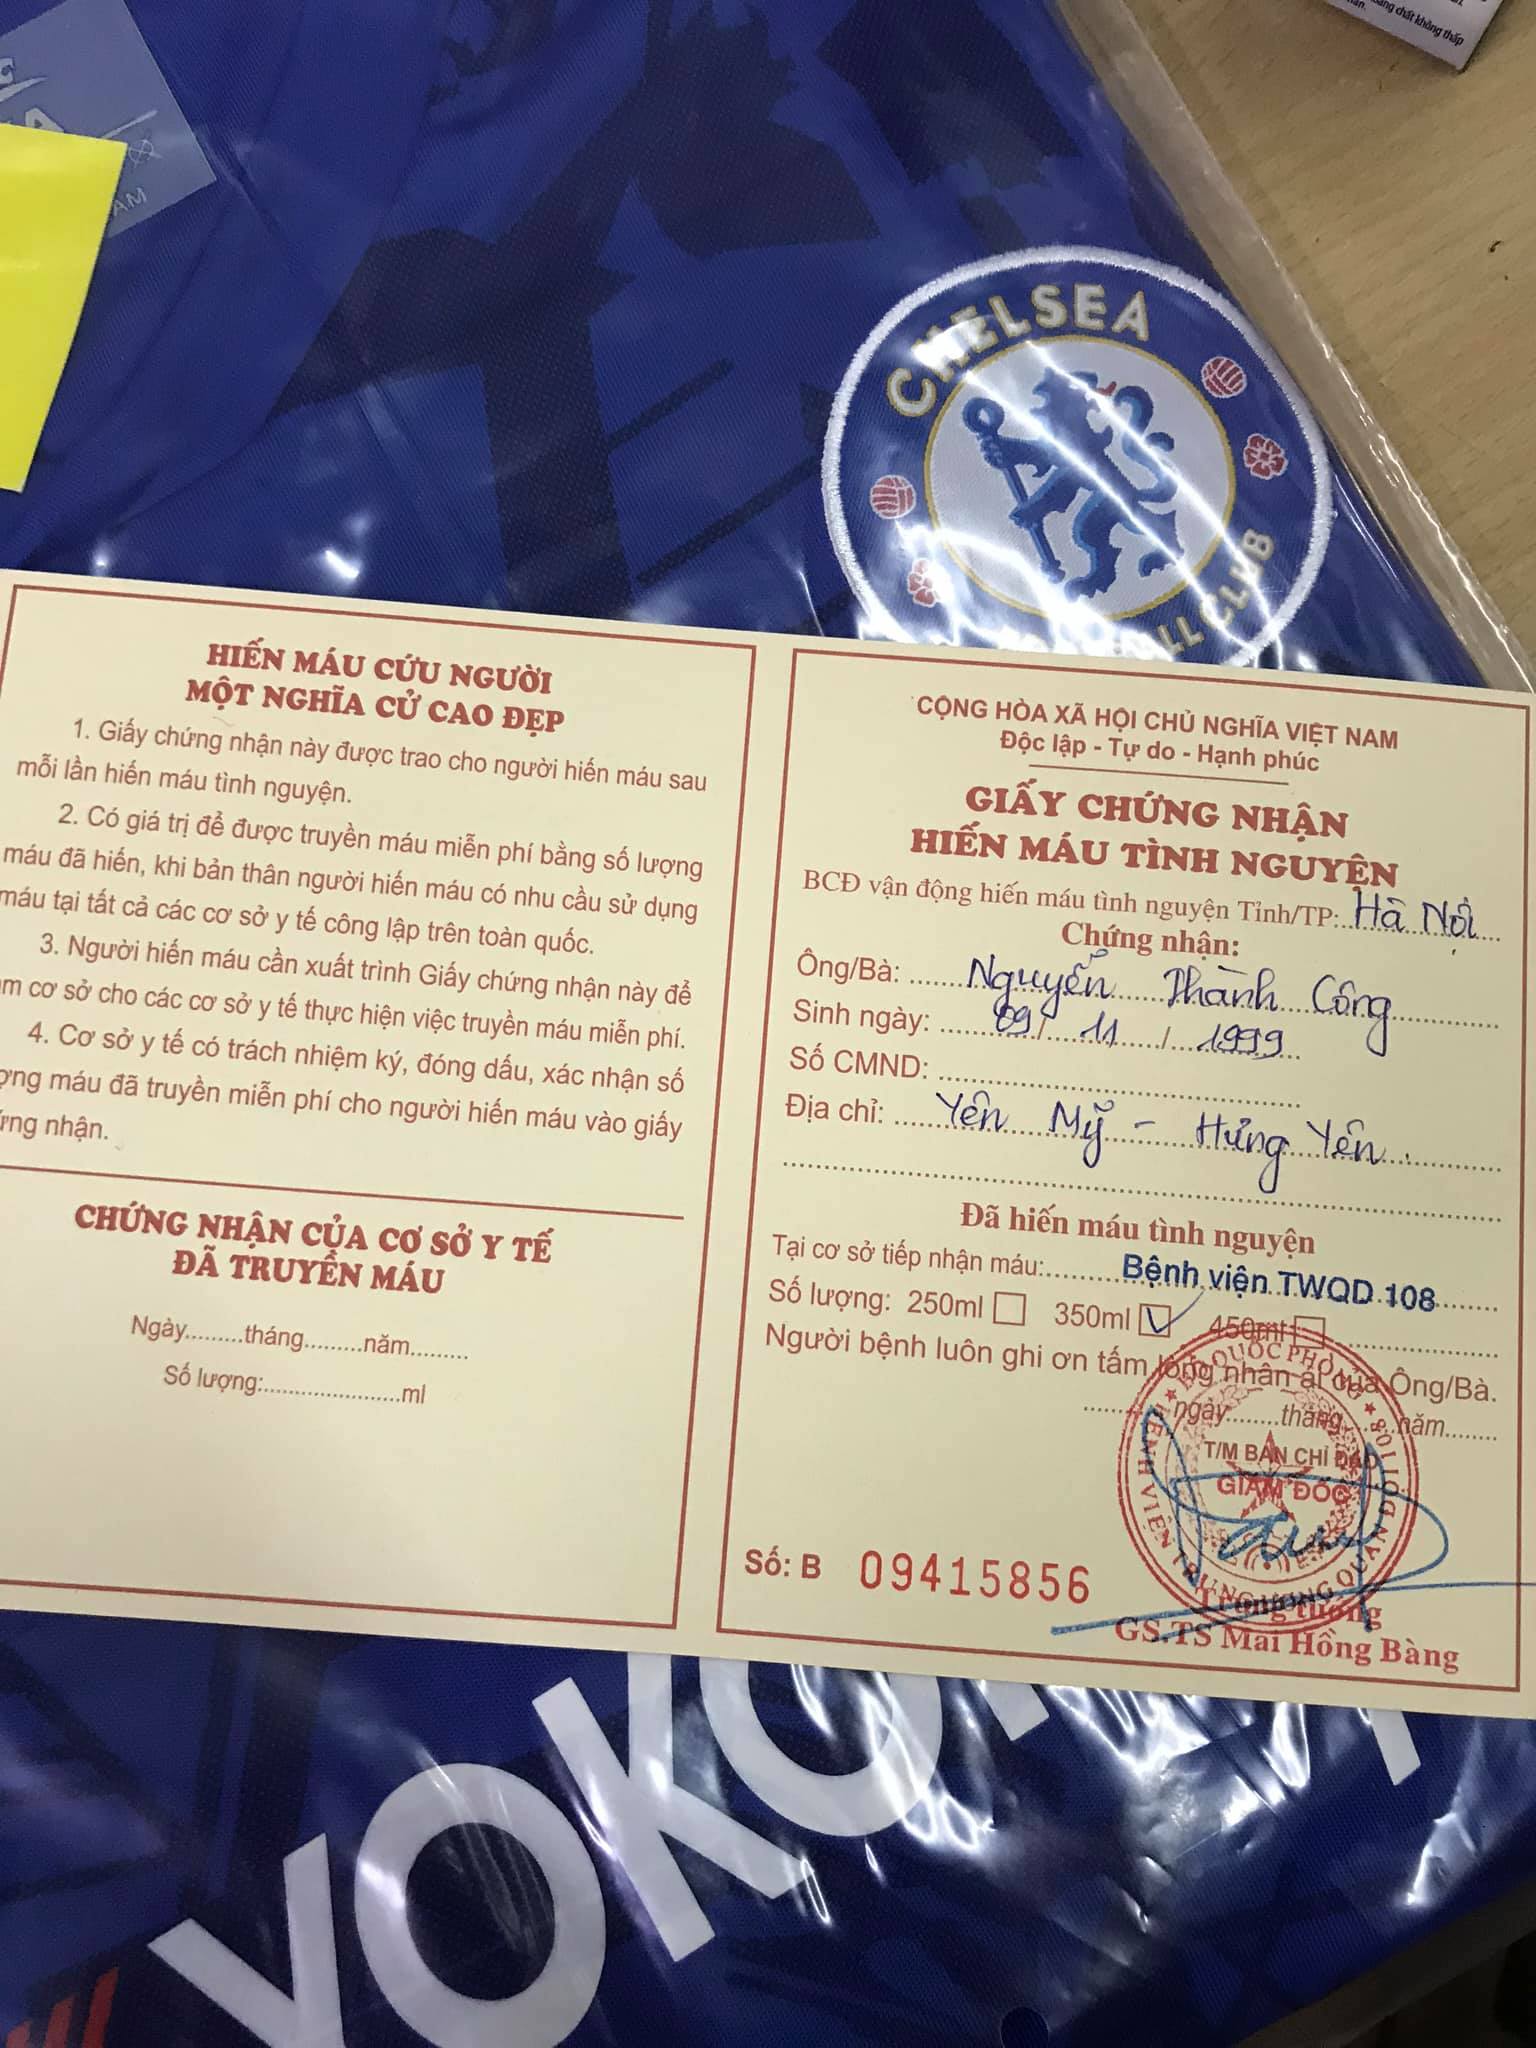 CHELSEA
LL CLUB
AM
HIẾN MÁU CỨU NGƯỜI
MỘT NGHĨA CỬ CAO ĐẸP
1. Giấy chứng nhận này được trao cho người hiến máu sau
mỗi lần hiến máu tình nguyện.
2. Có giá trị để được truyền máu miễn phí bằng số lượng
máu đã hiến, khi bản thân người hiến máu có nhu cầu sử dụng
máu tại tất cả các cơ sở y tế công lập trên toàn quốc.
3. Người hiến máu cần xuất trình Giấy chứng nhận này để
m cơ sở cho các cơ sở y tế thực hiện việc truyền máu miễn phí.
4. Cơ sở y tế có trách nhiệm ký, đóng dấu, xác nhận số
ợng máu đã truyền miễn phí cho người hiến máu vào giấy
ứng nhận.
CHỨNG NHẬN CỦA CƠ SỞ Y TẾ
ĐÃ TRUYỀN MÁU
Ngày.........tháng.........năm.........
Số lượng:.....................ml
CỘNG HÒA XÃ HỘI CHỦ NGHĨA VIỆT NAM
Độc lập - Tự do - Hạnh phúc
GIẤY CHỨNG NHẬN
HIẾN MÁU TÌNH NGUYỆN
BCĐ vận động hiến máu tình nguyện Tỉnh/TP: Hà Nội
Chứng nhận:
Ông/Bà: Nguyễn Thành Công
Sinh ngày: 09 / 11 / 1999
Số CMND:
Địa chỉ: Yên Mỹ - Hưng Yên.
Đã hiến máu tình nguyện
Tại cơ sở tiếp nhận máu: Bệnh viện TWQD 108
Số lượng: 250ml 350ml 450ml
Người bệnh luôn ghi ơn tấm lòng nhân ái của Ông/Bà.
ngày........tháng........năm........
T/M BAN CHỈ ĐẠO
GIÁM ĐỐC
BỘ QUỐC PHÒNG
BỆNH VIỆN TRUNG ƯƠNG QUÂN ĐỘI 108
Số: B 09415856
Trung tướng
GS.TS Mai Hồng Bàng
YOKO